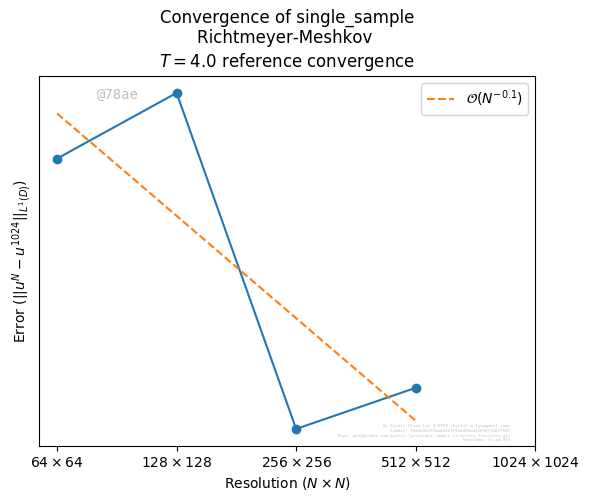 Convergence of single_sample
Richtmeyer-Meshkov
T = 4.0 reference convergence
@78ae
O(N^{-0.1})
Error (||u^N − u^{1024}||_{L^1(D)})
64 × 64 128 × 128 256 × 256 512 × 512 1024 × 1024
Resolution (N × N)